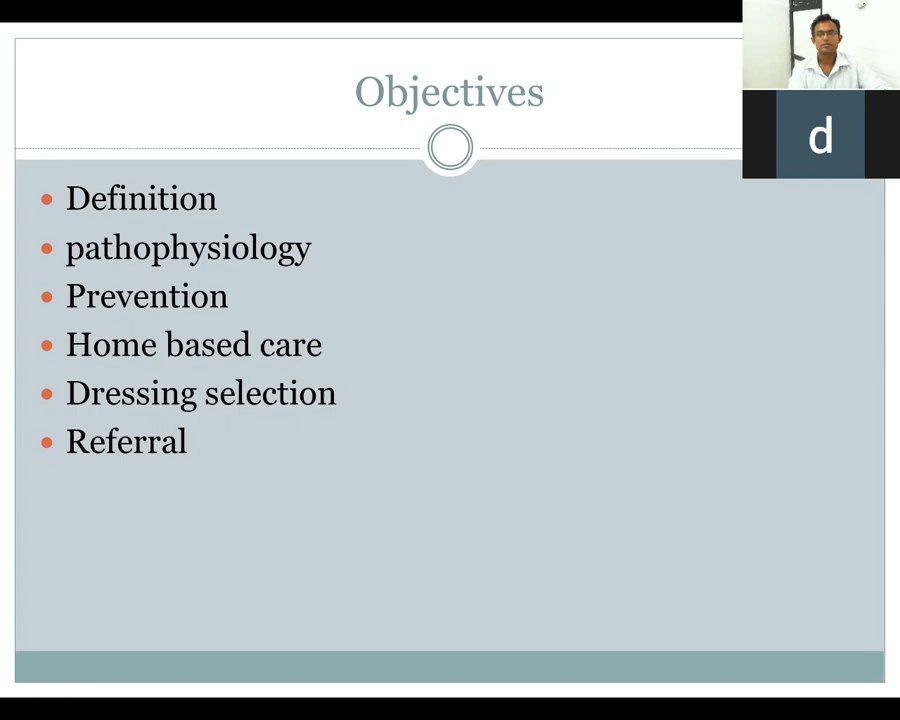 Objectives
d
Definition
pathophysiology
Prevention
Home based care
Dressing selection
Referral